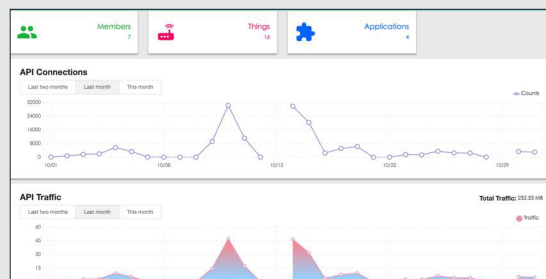 Members
7
Things
16
Applications
4
API Connections
Last two months Last month This month
Counts
32000
24000
16000
8000
0
10/01 10/08 10/15 10/22 10/29
API Traffic
Total Traffic: 232.53 MB
Last two months Last month This month
Traffic
60
45
30
15